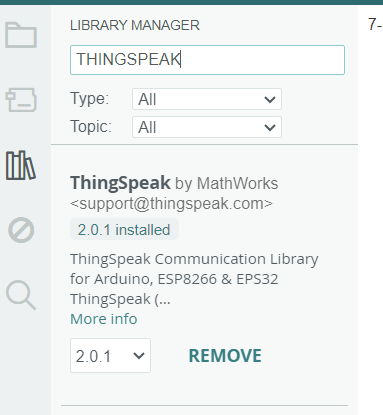 LIBRARY MANAGER
7-
THINGSPEAK
Type: All
Topic: All
ThingSpeak by MathWorks
<support@thingspeak.com>
2.0.1 installed
ThingSpeak Communication Library
for Arduino, ESP8266 & EPS32
ThingSpeak (...
More info
2.0.1 REMOVE